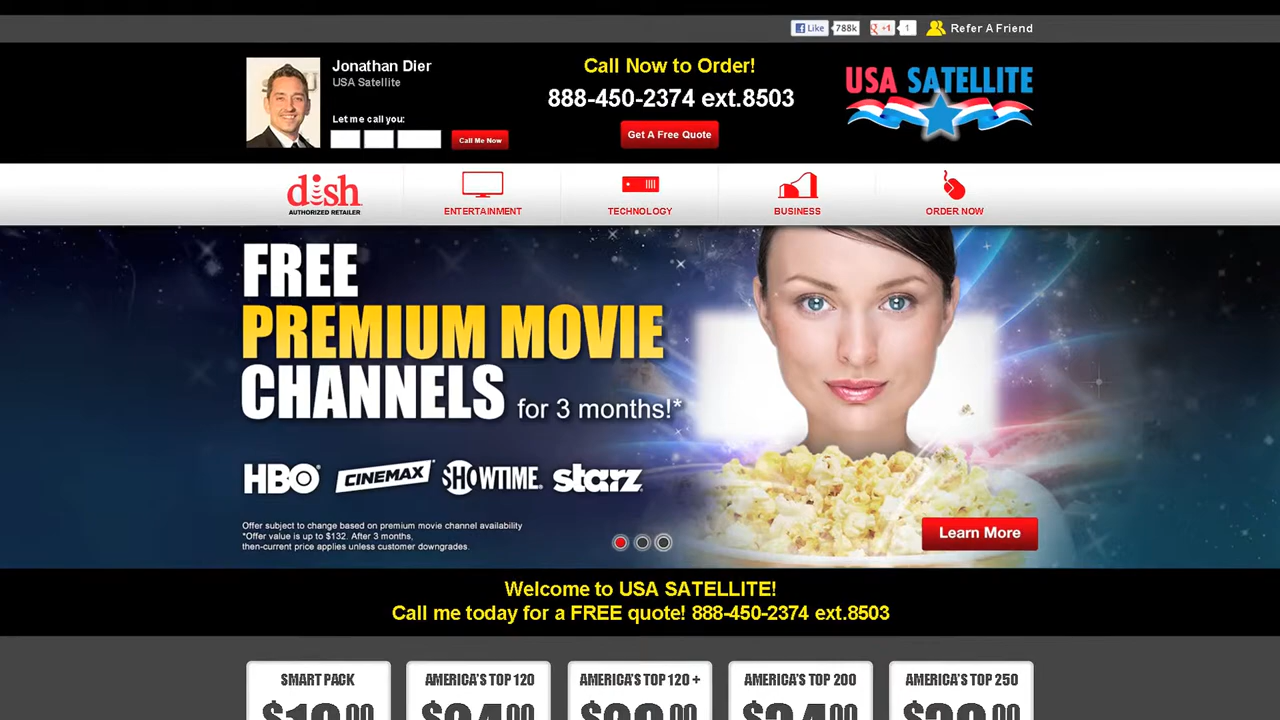 Like 788k +1 1 Refer A Friend
Jonathan Dier
USA Satellite
Let me call you:
Call Me Now
Call Now to Order!
888-450-2374 ext.8503
Get A Free Quote
USA SATELLITE
dish
AUTHORIZED RETAILER
ENTERTAINMENT
TECHNOLOGY
BUSINESS
ORDER NOW
FREE
PREMIUM MOVIE
CHANNELS for 3 months!*
HBO CINEMAX SHOWTIME starz
Offer subject to change based on premium movie channel availability
*Offer value is up to $132. After 3 months,
then-current price applies unless customer downgrades.
Learn More
Welcome to USA SATELLITE!
Call me today for a FREE quote! 888-450-2374 ext.8503
SMART PACK
AMERICA'S TOP 120
AMERICA'S TOP 120 +
AMERICA'S TOP 200
AMERICA'S TOP 250